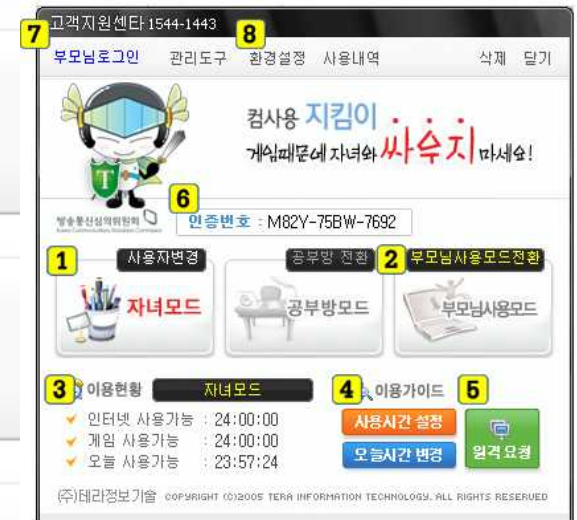 고객지원센타 1544-1443
7
8
부모님로그인 관리도구 환경설정 사용내역 삭제 닫기
컴사용 지킴이
게임때문에 자녀와 싸우지 마세요!
T
방송통신심의위원회
6
인증번호 : M82Y-75BW-7692
1 사용자변경
공부방 전환
2 부모님사용모드전환
자녀모드
공부방모드
부모님사용모드
3 이용현황 자녀모드
4 이용가이드
5
인터넷 사용가능 : 24:00:00
게임 사용가능 : 24:00:00
오늘 사용가능 : 23:57:24
사용시간 설정
오늘시간 변경
원격요청
(주)테라정보기술 COPYRIGHT (C)2005 TERA INFORMATION TECHNOLOGY. ALL RIGHTS RESERUED